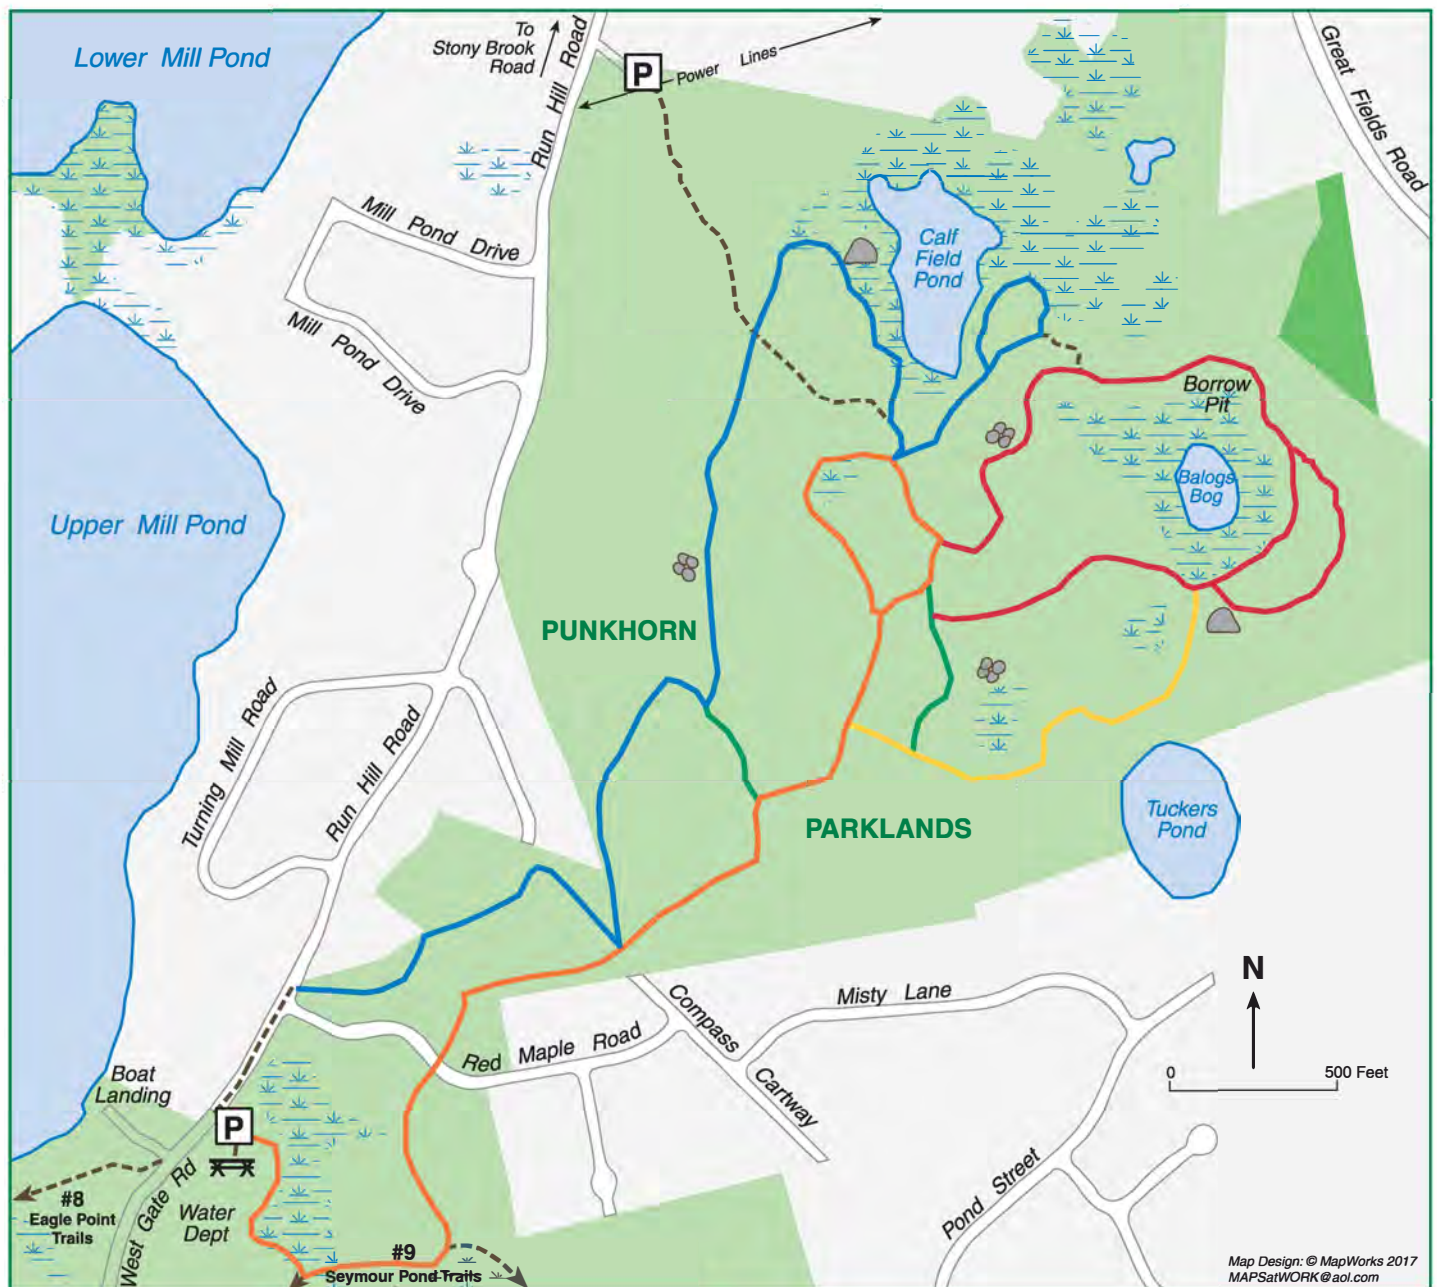 Lower Mill Pond
To
Stony Brook
Road
Run Hill Road
P
Power Lines
Great Fields Road
Mill Pond Drive
Mill Pond Drive
Calf
Field
Pond
Borrow
Pit
Balogs
Bog
Upper Mill Pond
PUNKHORN
Turning Mill Road
Run Hill Road
PARKLANDS
Tuckers
Pond
N
0 500 Feet
Misty Lane
Compass
Cartway
Red Maple Road
Boat
Landing
P
#8
Eagle Point
Trails
West Gate Rd
Water
Dept
#9
Seymour Pond Trails
Pond Street
Map Design: © MapWorks 2017
MAPSatWORK@aol.com